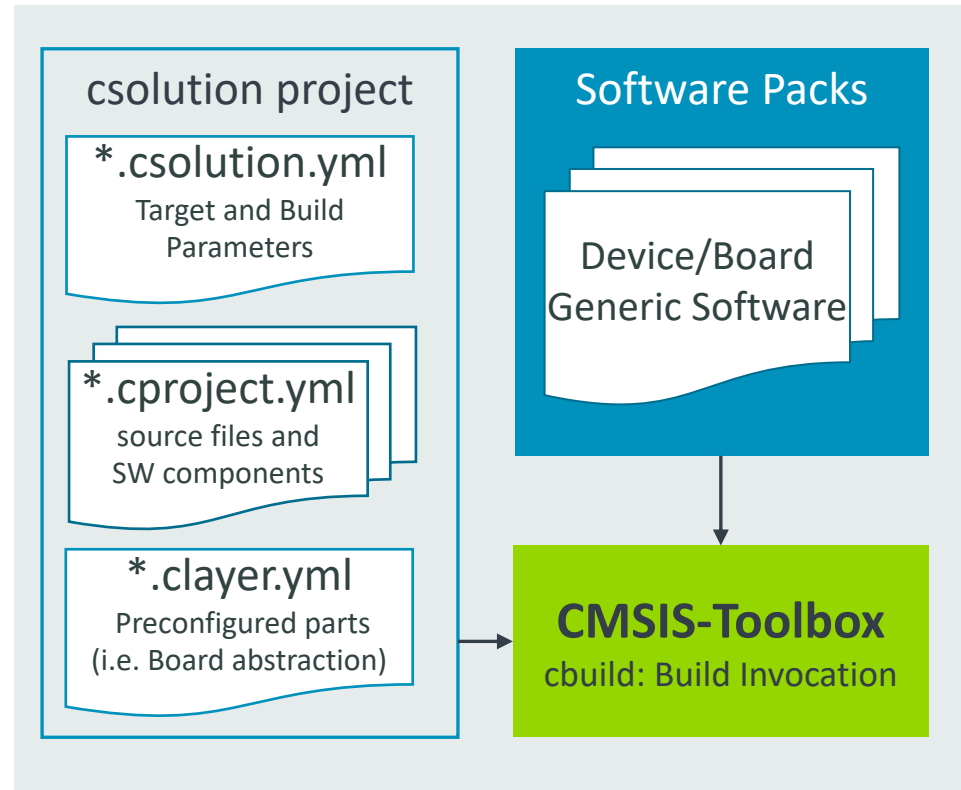 csolution project
*.csolution.yml
Target and Build
Parameters
*.cproject.yml
source files and
SW components
*.clayer.yml
Preconfigured parts
(i.e. Board abstraction)
Software Packs
Device/Board
Generic Software
CMSIS-Toolbox
cbuild: Build Invocation